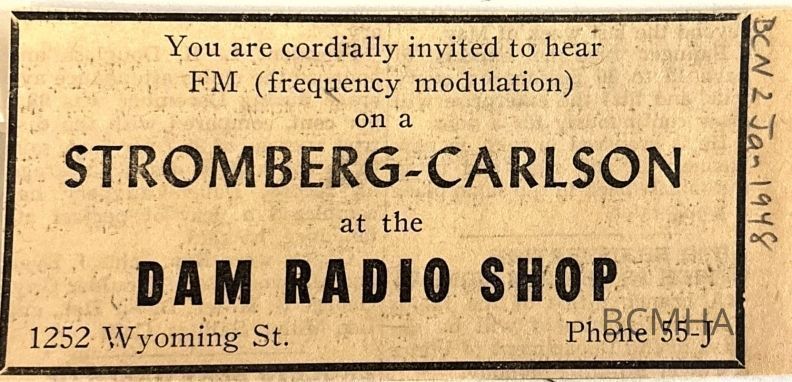 You are cordially invited to hear
FM (frequency modulation)
on a
STROMBERG-CARLSON
at the
DAM RADIO SHOP
1252 Wyoming St. Phone 55-J
BCMHA
BCN 2 Jan 1948